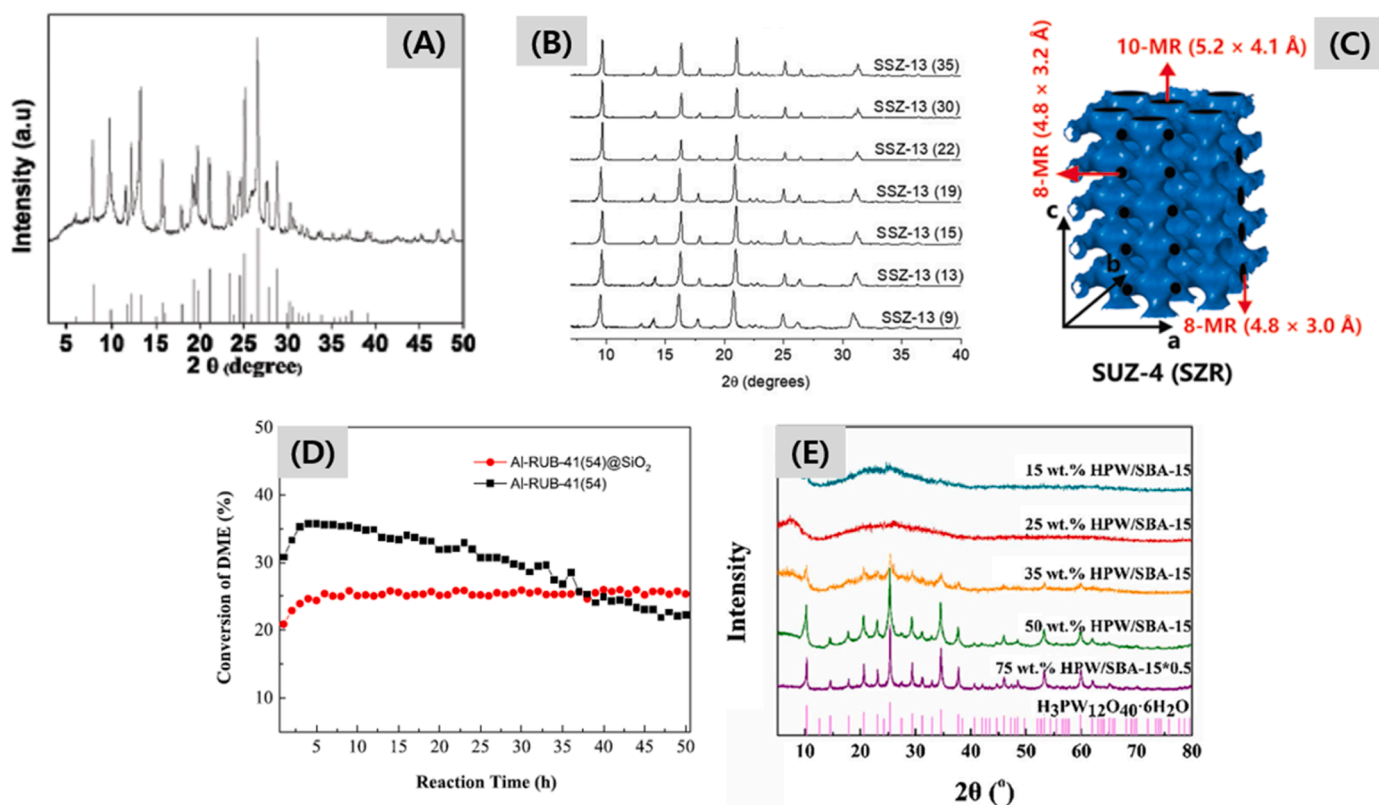 (A)
Intensity (a.u)
5 10 15 20 25 30 35 40 45 50
2 θ (degree)
(B)
SSZ-13 (35)
SSZ-13 (30)
SSZ-13 (22)
SSZ-13 (19)
SSZ-13 (15)
SSZ-13 (13)
SSZ-13 (9)
10 15 20 25 30 35 40
2θ (degrees)
(C)
10-MR (5.2 × 4.1 Å)
8-MR (4.8 × 3.2 Å)
c
b
a
8-MR (4.8 × 3.0 Å)
SUZ-4 (SZR)
(D)
Conversion of DME (%)
50
40
30
20
10
Al-RUB-41(54)@SiO₂
Al-RUB-41(54)
5 10 15 20 25 30 35 40 45 50
Reaction Time (h)
(E)
Intensity
15 wt.% HPW/SBA-15
25 wt.% HPW/SBA-15
35 wt.% HPW/SBA-15
50 wt.% HPW/SBA-15
75 wt.% HPW/SBA-15*0.5
H₃PW₁₂O₄₀·6H₂O
10 20 30 40 50 60 70 80
2θ (°)